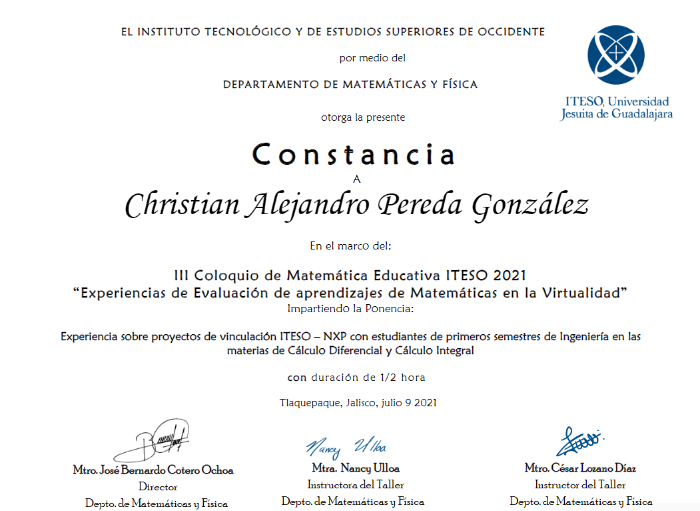 EL INSTITUTO TECNOLÓGICO Y DE ESTUDIOS SUPERIORES DE OCCIDENTE
por medio del
DEPARTAMENTO DE MATEMÁTICAS Y FÍSICA
ITESO, Universidad
Jesuita de Guadalajara
otorga la presente
Constancia
A
Christian Alejandro Pereda González
En el marco del:
III Coloquio de Matemática Educativa ITESO 2021
“Experiencias de Evaluación de aprendizajes de Matemáticas en la Virtualidad”
Impartiendo la Ponencia:
Experiencia sobre proyectos de vinculación ITESO – NXP con estudiantes de primeros semestres de Ingeniería en las
materias de Cálculo Diferencial y Cálculo Integral
con duración de 1/2 hora
Tlaquepaque, Jalisco, julio 9 2021
Nancy Ulloa
Mtro. José Bernardo Cotero Ochoa
Director
Depto. de Matemáticas y Física
Mtra. Nancy Ulloa
Instructora del Taller
Depto. de Matemáticas y Física
Mtro. César Lozano Díaz
Instructor del Taller
Depto. de Matemáticas y Física